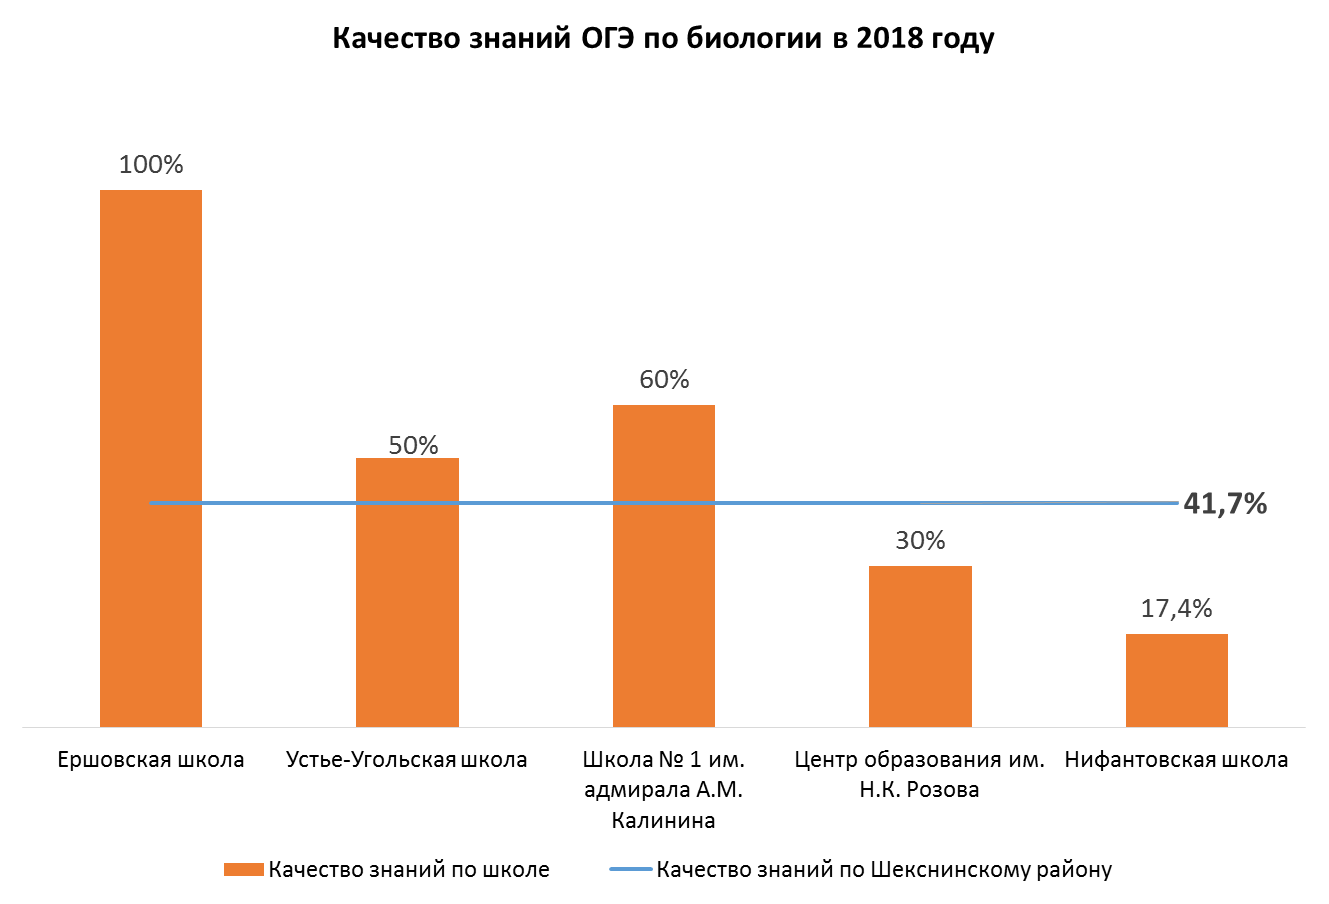 Качество знаний ОГЭ по биологии в 2018 году
100%
60%
50%
41,7%
30%
17,4%
Ершовская школа
Устье-Угольская школа
Школа № 1 им.
адмирала А.М.
Калинина
Центр образования им.
Н.К. Розова
Нифантовская школа
Качество знаний по школе
Качество знаний по Шекснинскому району